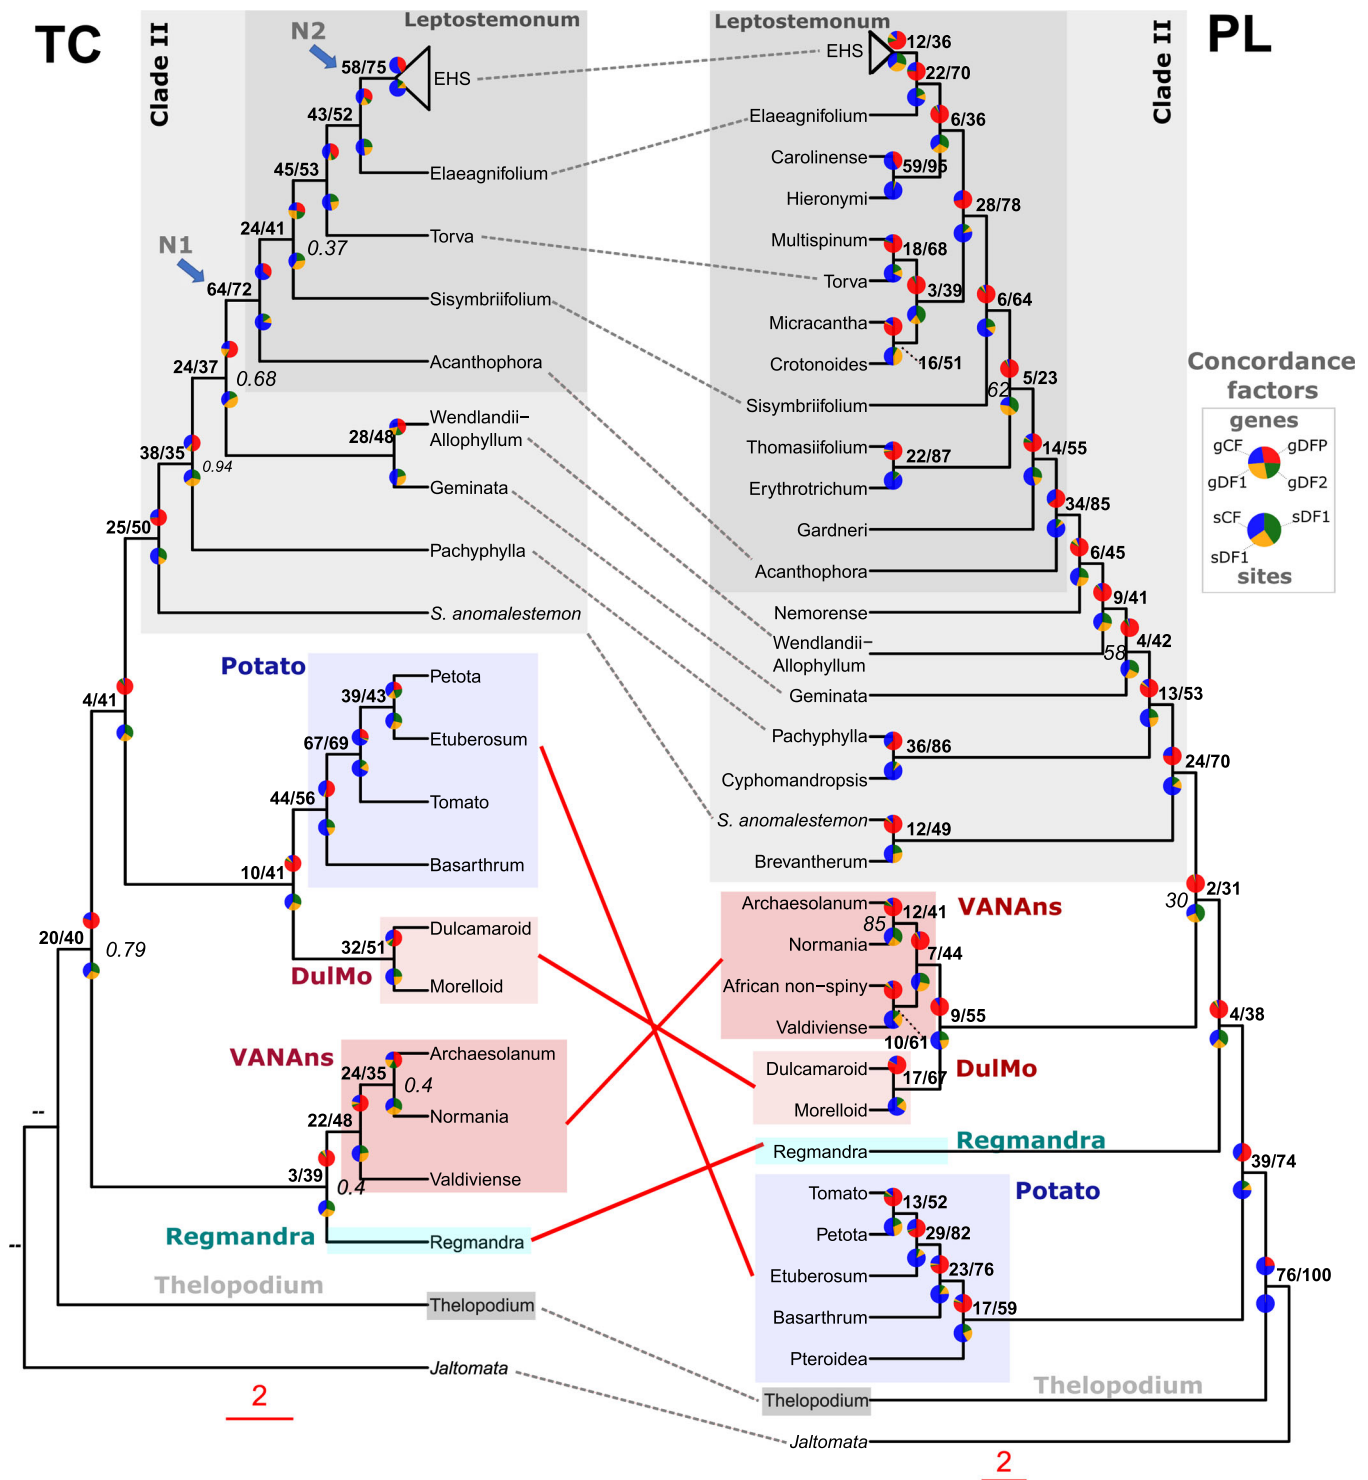 TC
Clade II
Leptostemonum
N2
58/75
EHS
43/52
Elaeagnifolium
45/53
Torva
24/41
0.37
N1
Sisymbriifolium
64/72
Acanthophora
24/37
0.68
Wendlandii–
Allophyllum
28/48
Geminata
38/35
0.94
Pachyphylla
25/50
S. anomalestemon
Potato
Petota
39/43
Etuberosum
67/69
Tomato
44/56
Basarthrum
4/41
10/41
Dulcamaroid
32/51
DulMo
Morelloid
20/40
0.79
VANAns
Archaesolanum
24/35
0.4
Normania
22/48
Valdiviense
3/39
0.4
Regmandra
Regmandra
--
--
Thelopodium
Thelopodium
Jaltomata
2
PL
Clade II
Leptostemonum
EHS
12/36
22/70
Elaeagnifolium
6/36
Carolinense
59/95
Hieronymi
28/78
Multispinum
18/68
Torva
3/39
6/64
Micracantha
Crotonoides
16/51
5/23
62
Sisymbriifolium
Thomasiifolium
14/55
22/87
Erythrotrichum
34/85
Gardneri
6/45
Acanthophora
9/41
Nemorense
4/42
Wendlandii–
Allophyllum
58
Geminata
13/53
Pachyphylla
36/86
24/70
Cyphomandropsis
S. anomalestemon
12/49
Brevantherum
2/31
30
Archaesolanum
VANAns
12/41
85
Normania
7/44
African non–spiny
9/55
4/38
Valdiviense
10/61
Dulcamaroid
DulMo
17/67
Morelloid
Regmandra
Regmandra
39/74
Tomato
Potato
13/52
Petota
29/82
Etuberosum
23/76
76/100
Basarthrum
17/59
Pteroidea
Thelopodium
Thelopodium
Jaltomata
2
Concordance
factors
genes
gCF
gDFP
gDF1
gDF2
sCF
sDF1
sDF1
sites